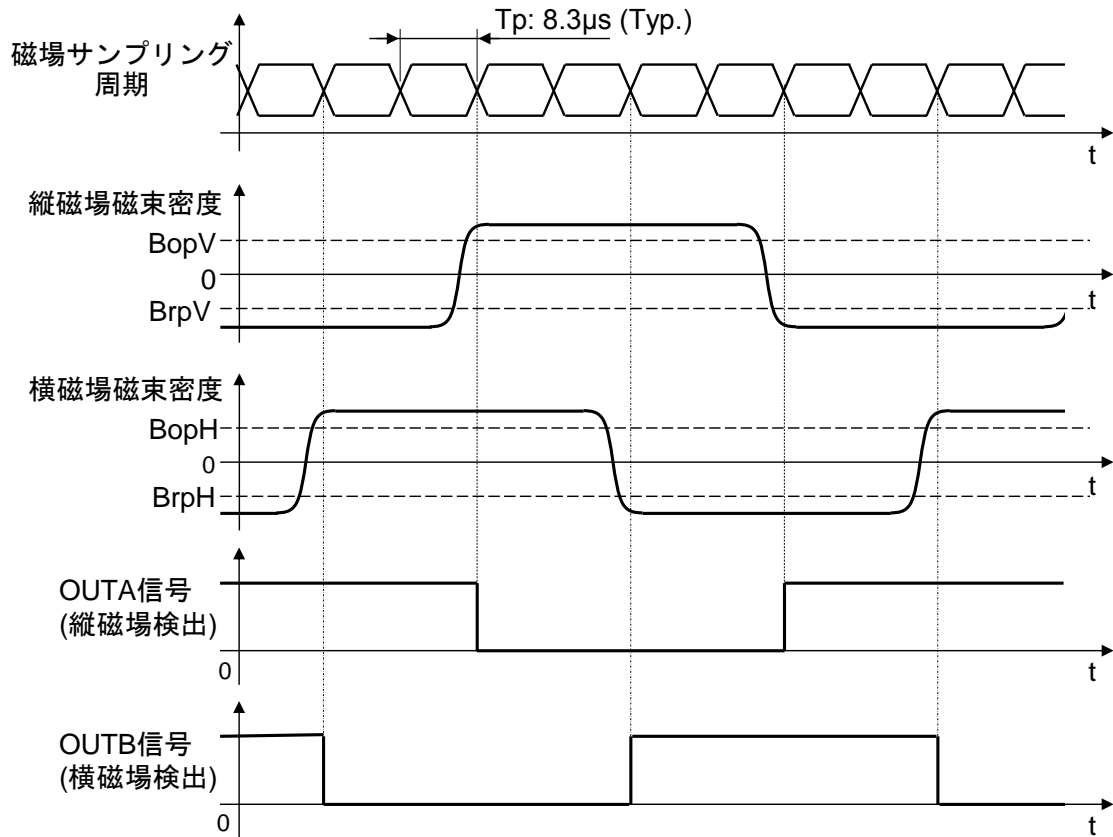 Tp: 8.3µs (Typ.)
磁場サンプリング
周期
t
縦磁場磁束密度
BopV
0
BrpV
t
横磁場磁束密度
BopH
0
BrpH
t
OUTA信号
(縦磁場検出)
0
t
OUTB信号
(横磁場検出)
0
t